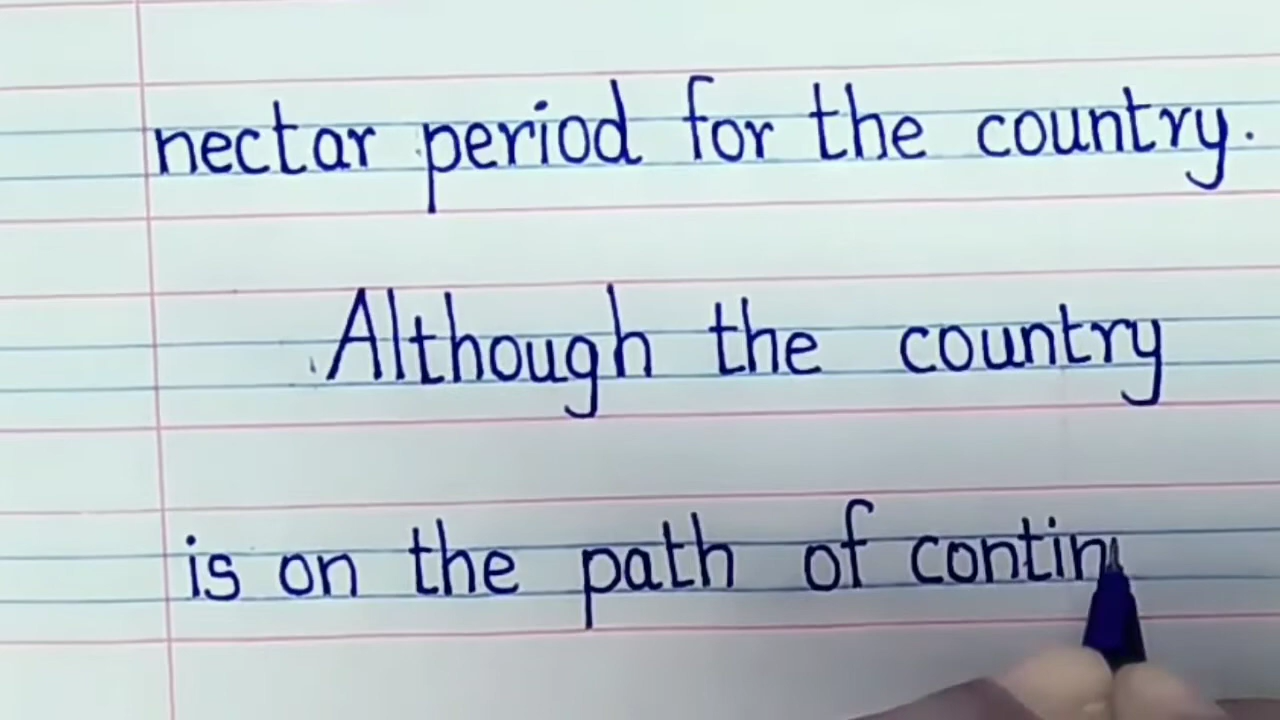 nectar period for the country.
Although the country
is on the path of contin